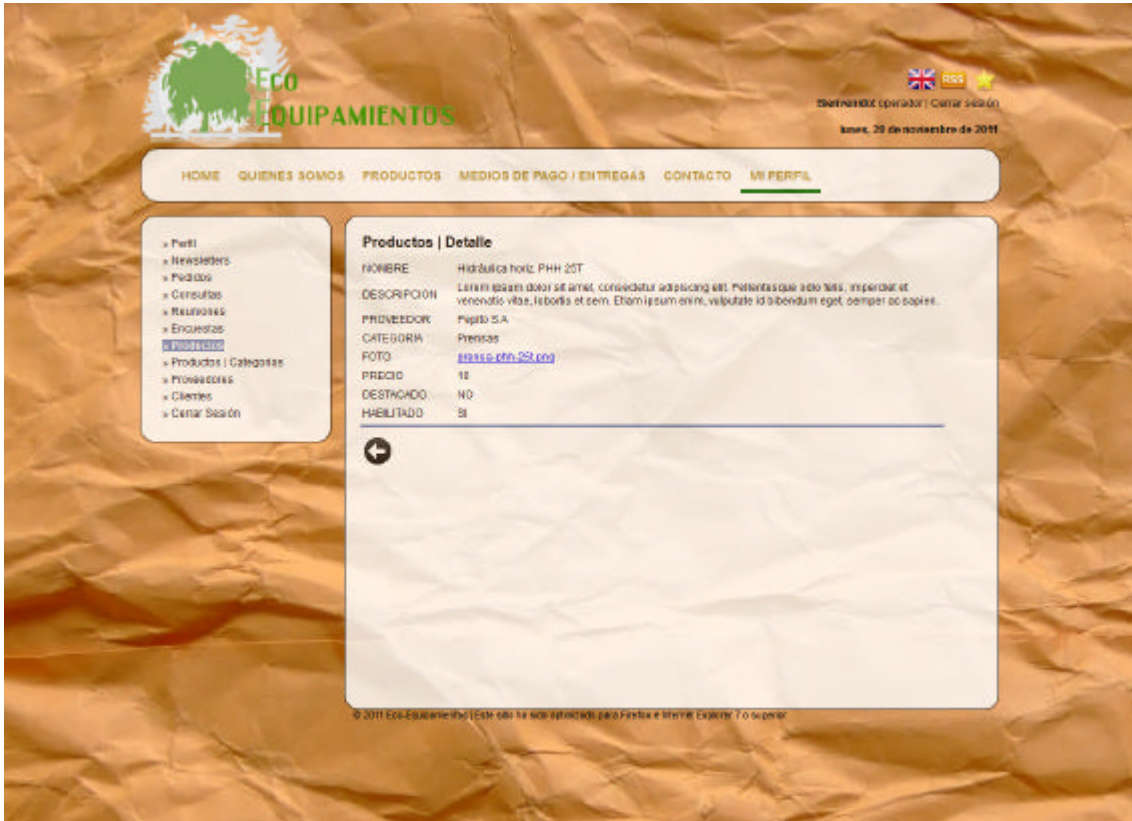 Eco
EQUIPAMIENTOS
RSS
Bienvenido! operador | Cerrar sesión
lunes, 28 de noviembre de 2011
HOME QUIENES SOMOS PRODUCTOS MEDIOS DE PAGO / ENTREGAS CONTACTO MI PERFIL
» Perfil
» Newsletters
» Pedidos
» Consultas
» Reuniones
» Encuestas
» Productos
» Productos | Categorias
» Proveedores
» Clientes
» Cerrar Sesión
Productos | Detalle
NOMBRE Hidráulica horiz. PHH 25T
DESCRIPCION Lorem ipsum dolor sit amet, consectetur adipiscing elit. Pellentesque odio felis, imperdiet et
venenatis vitae, lobortis et sem. Etiam ipsum enim, vulputate id bibendum eget, semper ac sapien.
PROVEEDOR Pepito S.A
CATEGORIA Prensas
FOTO prensa-phh-25t.png
PRECIO 10
DESTACADO NO
HABILITADO SI
© 2011 Eco-Equipamientos | Este sitio ha sido optimizado para Firefox e Internet Explorer 7 o superior